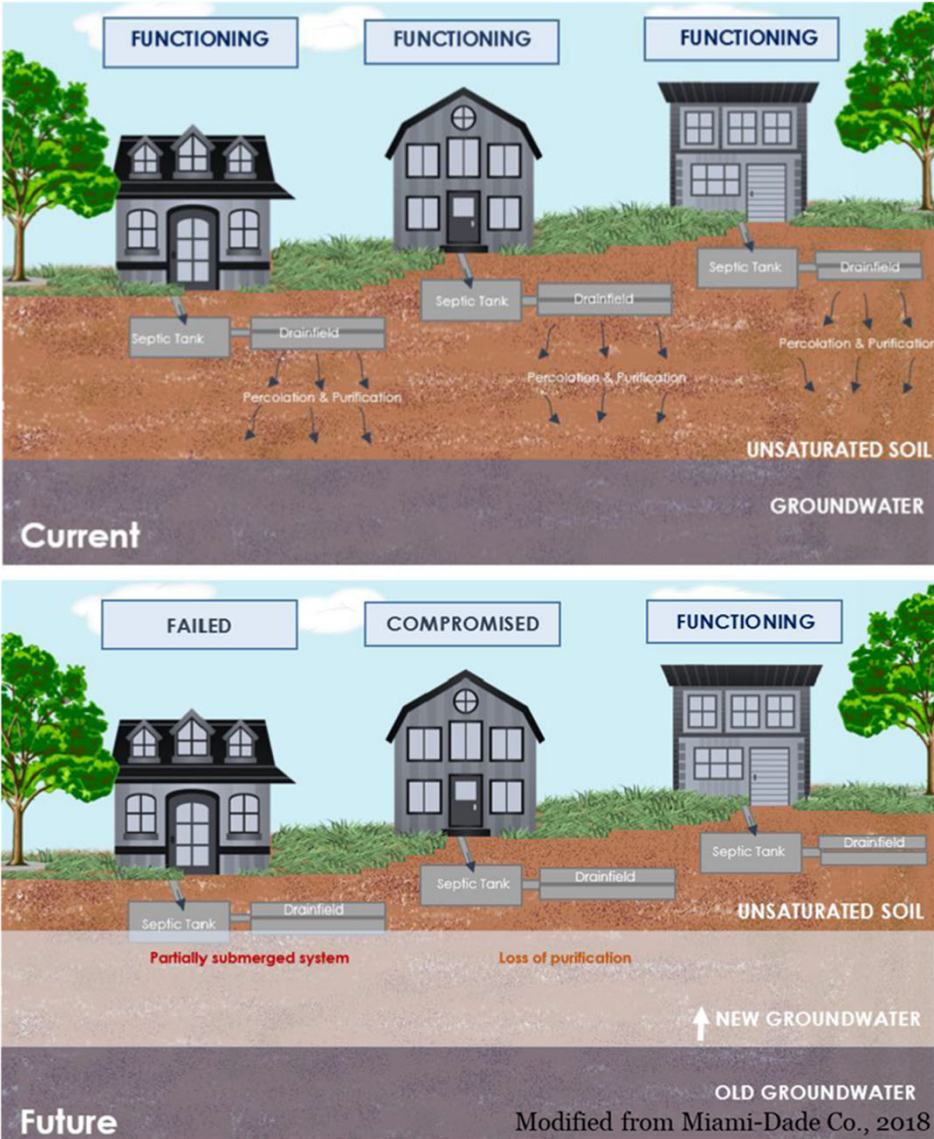 FUNCTIONING
FUNCTIONING
FUNCTIONING
Septic Tank
Drainfield
Septic Tank
Drainfield
Septic Tank
Drainfield
Percolation & Purification
Percolation & Purification
Percolation & Purification
UNSATURATED SOIL
GROUNDWATER
Current
FAILED
COMPROMISED
FUNCTIONING
Septic Tank
Drainfield
Septic Tank
Drainfield
Septic Tank
Drainfield
UNSATURATED SOIL
Partially submerged system
Loss of purification
NEW GROUNDWATER
OLD GROUNDWATER
Future
Modified from Miami-Dade Co., 2018